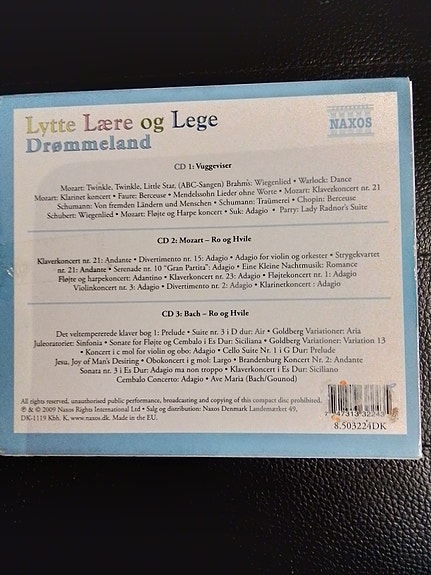 Lytte Lære og Lege
Drømmeland
NAXOS
CD 1: Vuggeviser
Mozart: Twinkle, Twinkle, Little Star, (ABC-Sangen) Brahm's: Wiegenlied • Warlock: Dance
Mozart: Klarinet koncert • Faure: Berceuse • Mendelssohn Lieder ohne Worte • Mozart: Klaverkoncert nr. 21
Schumann: Von fremden Ländern und Menschen • Schumann: Traümerei • Chopin: Berceuse
Schubert: Wiegenlied • Mozart: Fløjte og Harpe koncert • Suk: Adagio • Parry: Lady Radnor's Suite
CD 2: Mozart – Ro og Hvile
Klaverkoncert nr. 21: Andante • Divertimento nr. 15: Adagio • Adagio for violin og orkester • Strygekvartet
nr. 21: Andante • Serenade nr. 10 "Gran Partita": Adagio • Eine Kleine Nachtmusik: Romance
Fløjte og harpekoncert: Adantino • Klaverkoncert nr. 23: Adagio • Fløjtekoncert nr. 1: Adagio
Violinkoncert nr. 3: Adagio • Divertimento nr. 2: Adagio • Klarinetkoncert : Adagio
CD 3: Bach – Ro og Hvile
Det veltempererede klaver bog 1: Prelude • Suite nr. 3 i D dur: Air • Goldberg Variationer: Aria
Juleoratoriet: Sinfonia • Sonate for Fløjte og Cembalo i Es Dur: Siciliana • Goldberg Variationer: Variation 13
• Koncert i c mol for violin og obo: Adagio • Cello Suite Nr. 1 i G Dur: Prelude
Jesu, Joy of Man's Desiring • Obokoncert i g mol: Largo • Brandenburg Koncert Nr. 2: Andante
Sonata nr. 3 i Es Dur: Adagio ma non troppo • Klaverkoncert i Es Dur: Siciliano
Cembalo Concerto: Adagio • Ave Maria (Bach/Gounod)
All rights reserved, unauthorised public performance, broadcasting and copying of this compact disc prohibited.
℗ & © 2009 Naxos Rights International Ltd • Salg og distribution: Naxos Denmark Landemærket 49,
DK-1119 Kbh. K, www.naxos.dk. Made in the EU.
8.503224DK